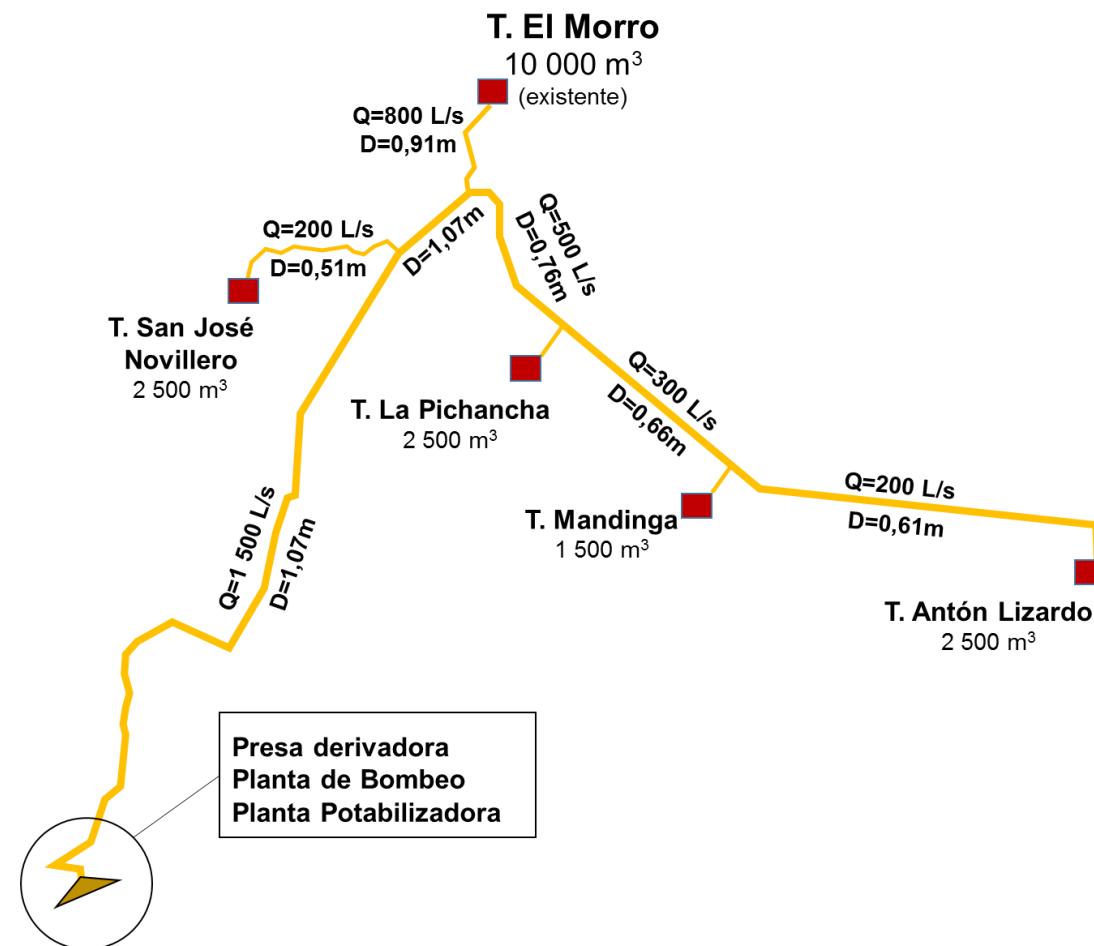 T. El Morro
10 000 m³
(existente)
Q=800 L/s
D=0,91m
Q=200 L/s
D=0,51m
D=1,07m
Q=500 L/s
D=0,76m
T. San José
Novillero
2 500 m³
T. La Pichancha
2 500 m³
Q=300 L/s
D=0,66m
T. Mandinga
1 500 m³
Q=200 L/s
D=0,61m
T. Antón Lizardo
2 500 m³
Q=1 500 L/s
D=1,07m
Presa derivadora
Planta de Bombeo
Planta Potabilizadora